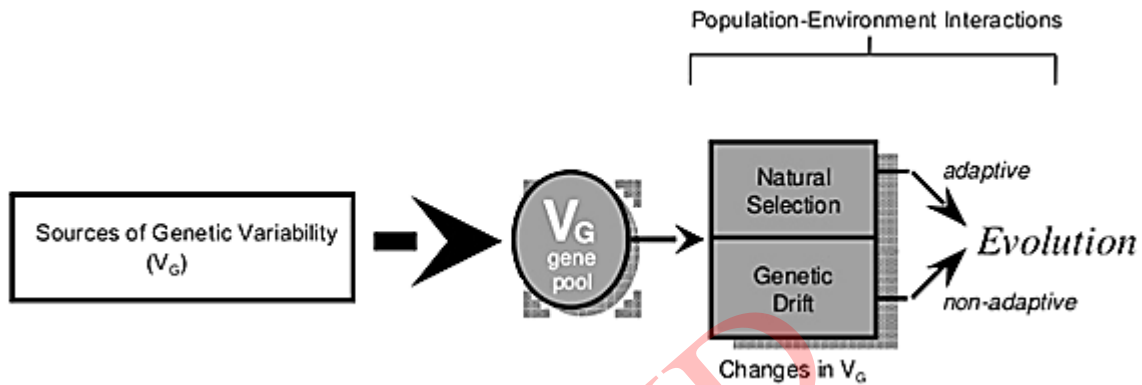 Population-Environment Interactions
Sources of Genetic Variability
(VG)
VG
gene
pool
Natural
Selection
Genetic
Drift
adaptive
Evolution
non-adaptive
Changes in VG